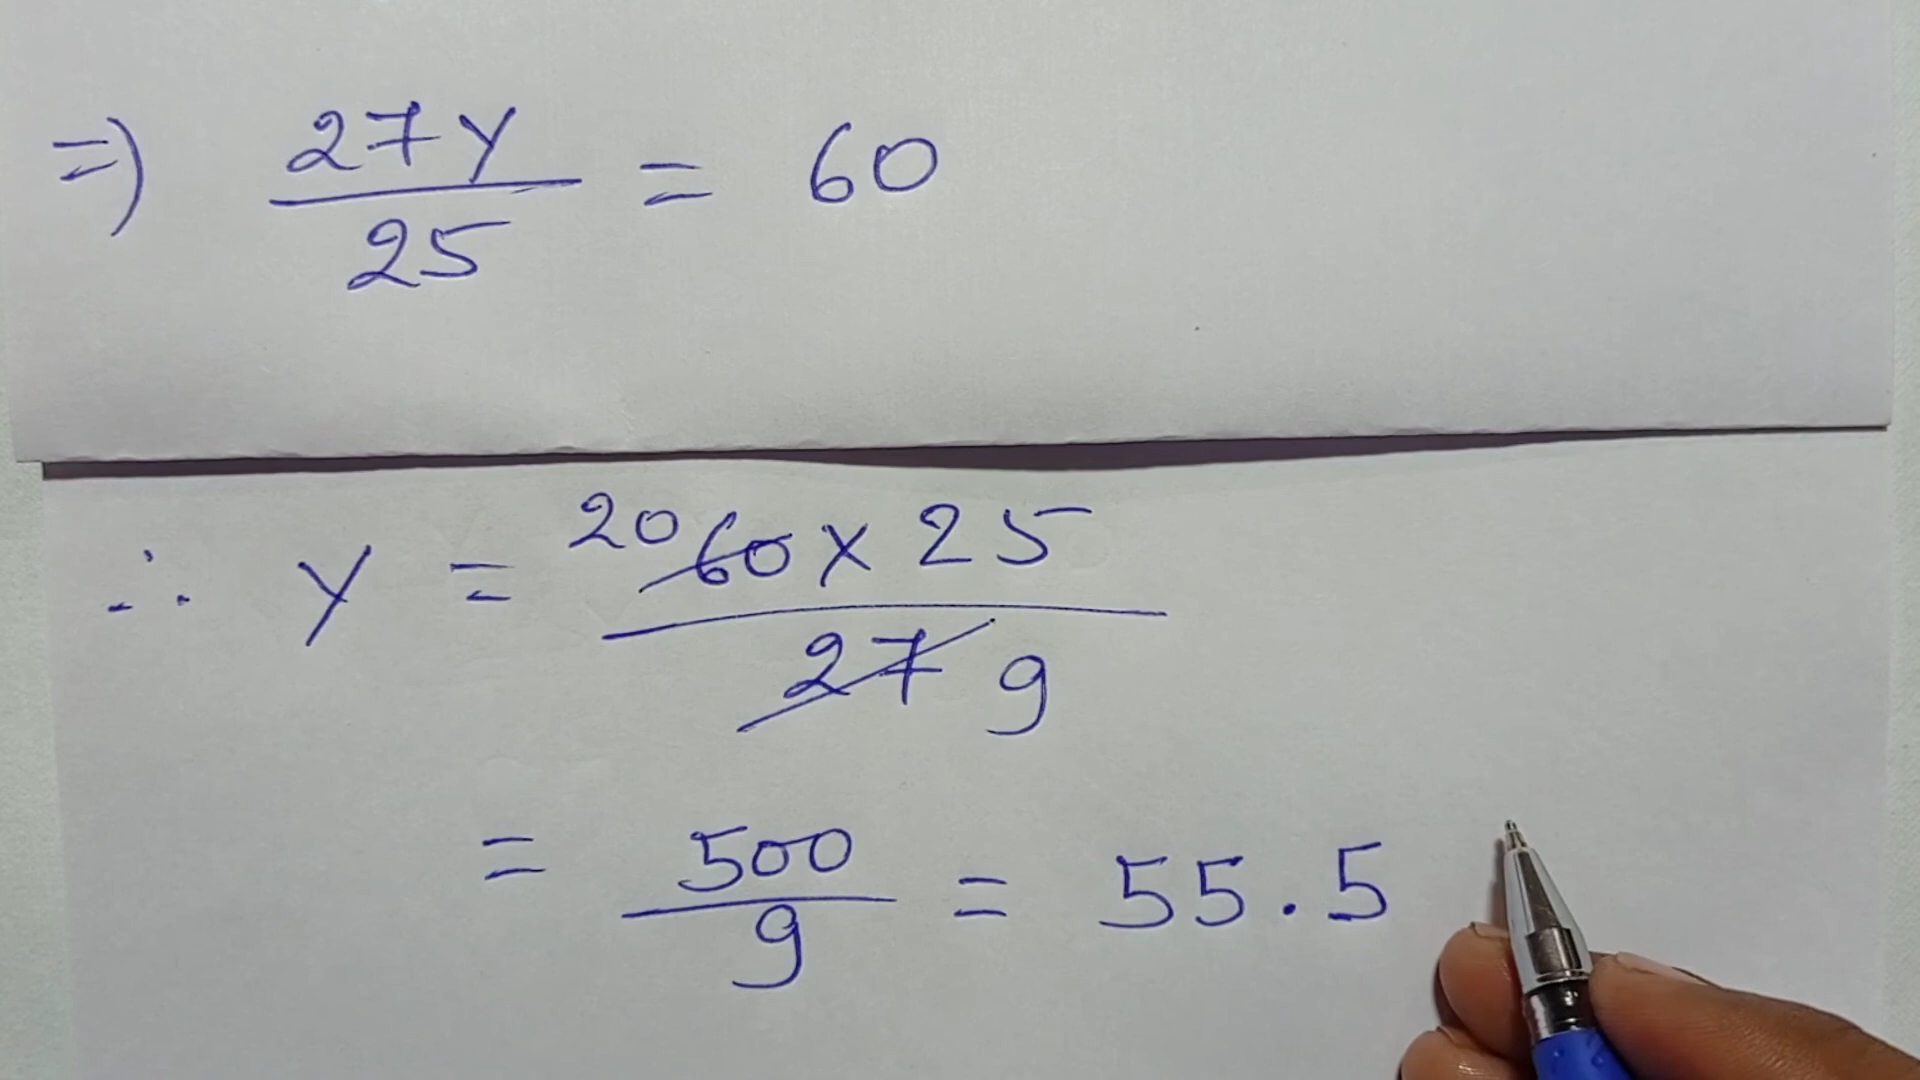 ⇒) 27Y/25 = 60
∴ Y = 20 60 × 25 / 27 9
= 500/9 = 55.5